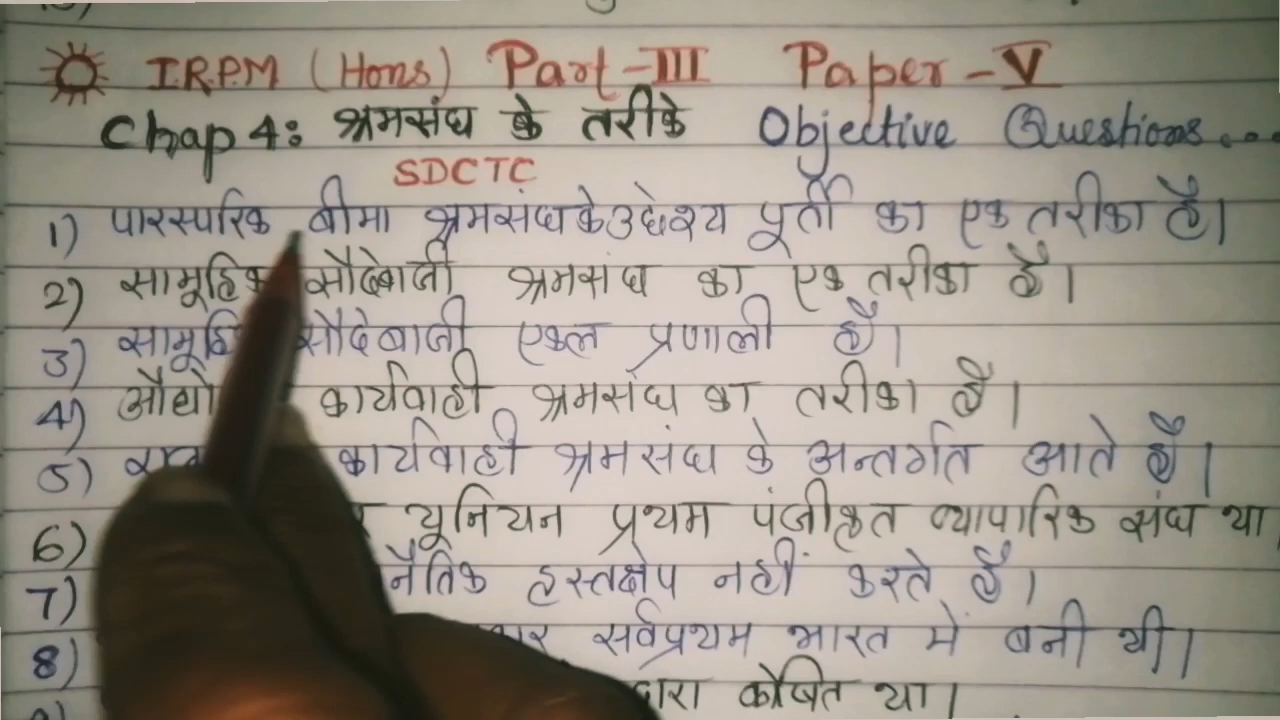 I.R.P.M (Hons) Part-III Paper-V
Chap 4: श्रमसंघ के तरीके Objective Questions...
SDCTC
1) पारस्परिक बीमा श्रमसंघ के उद्देश्य पूर्ती का एक तरीका है।
2) सामूहिक सौदेबाजी श्रमसंघ का एक तरीका है।
3) सौदेबाजी एकल प्रणाली है।
4) कार्यवाही श्रमसंघ का तरीका है।
5) कार्यवाही श्रमसंघ के अन्तर्गत आते है।
6) यूनियन प्रथम पंजीकृत व्यापारिक संघ था।
7) हस्तक्षेप नहीं करते है।
8) सर्वप्रथम भारत में बनी थी।
था।